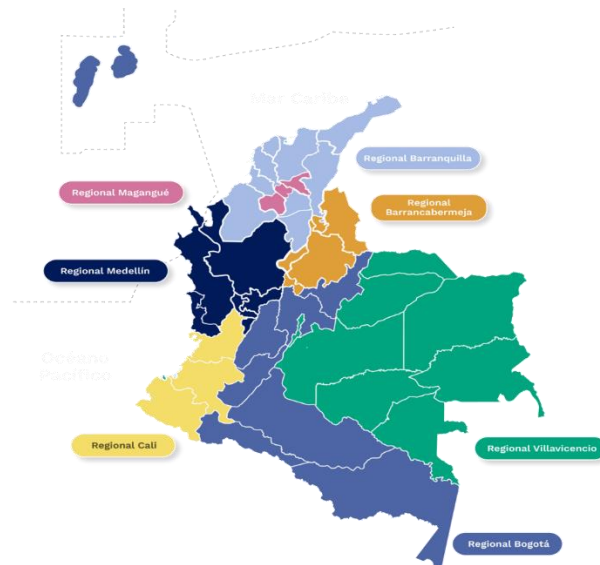 Mar Caribe
Regional Barranquilla
Regional Magangué
Regional
Barrancabermeja
Regional Medellín
Océano
Pacífico
Regional Cali
Regional Villavicencio
Regional Bogotá